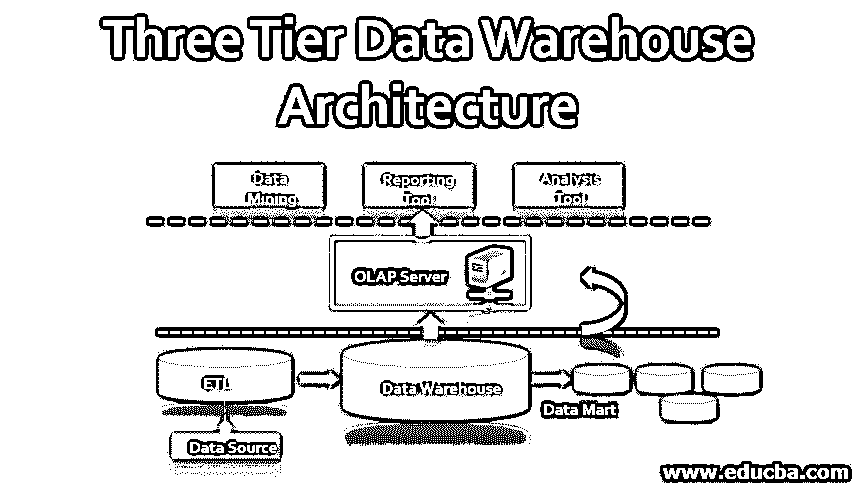 Three Tier Data Warehouse
Architecture
Data
Mining
Reporting
Tool
Analysis
Tool
OLAP Server
ETL
Data Warehouse
Data Mart
Data Source
www.educba.com